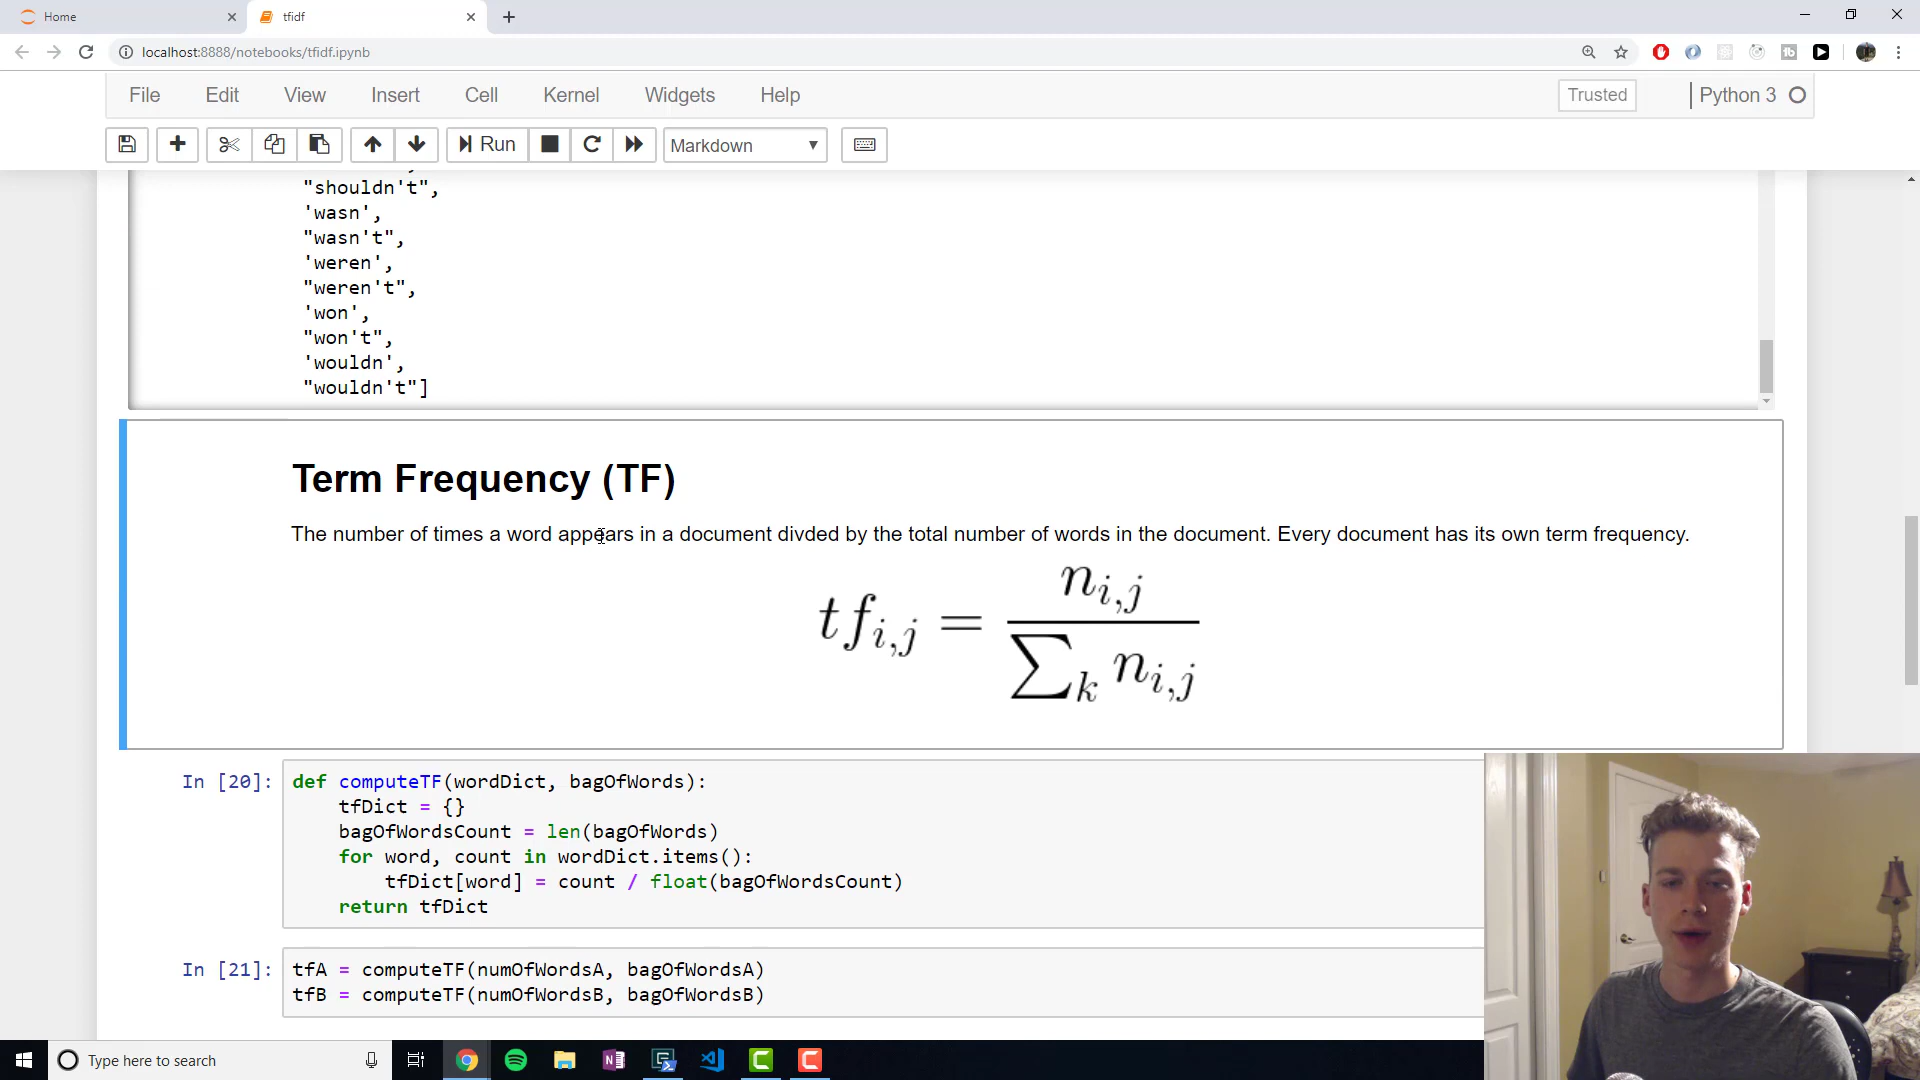 Home
tfidf
localhost:8888/notebooks/tfidf.ipynb
File Edit View Insert Cell Kernel Widgets Help
Trusted
Python 3
Run
Markdown
"shouldn't",
'wasn',
"wasn't",
'weren',
"weren't",
'won',
"won't",
'wouldn',
"wouldn't"]
Term Frequency (TF)
The number of times a word appears in a document divded by the total number of words in the document. Every document has its own term frequency.
tf_{i,j} = \frac{n_{i,j}}{\sum_k n_{i,j}}
In [20]: def computeTF(wordDict, bagOfWords):
tfDict = {}
bagOfWordsCount = len(bagOfWords)
for word, count in wordDict.items():
tfDict[word] = count / float(bagOfWordsCount)
return tfDict
In [21]: tfA = computeTF(numOfWordsA, bagOfWordsA)
tfB = computeTF(numOfWordsB, bagOfWordsB)
Type here to search